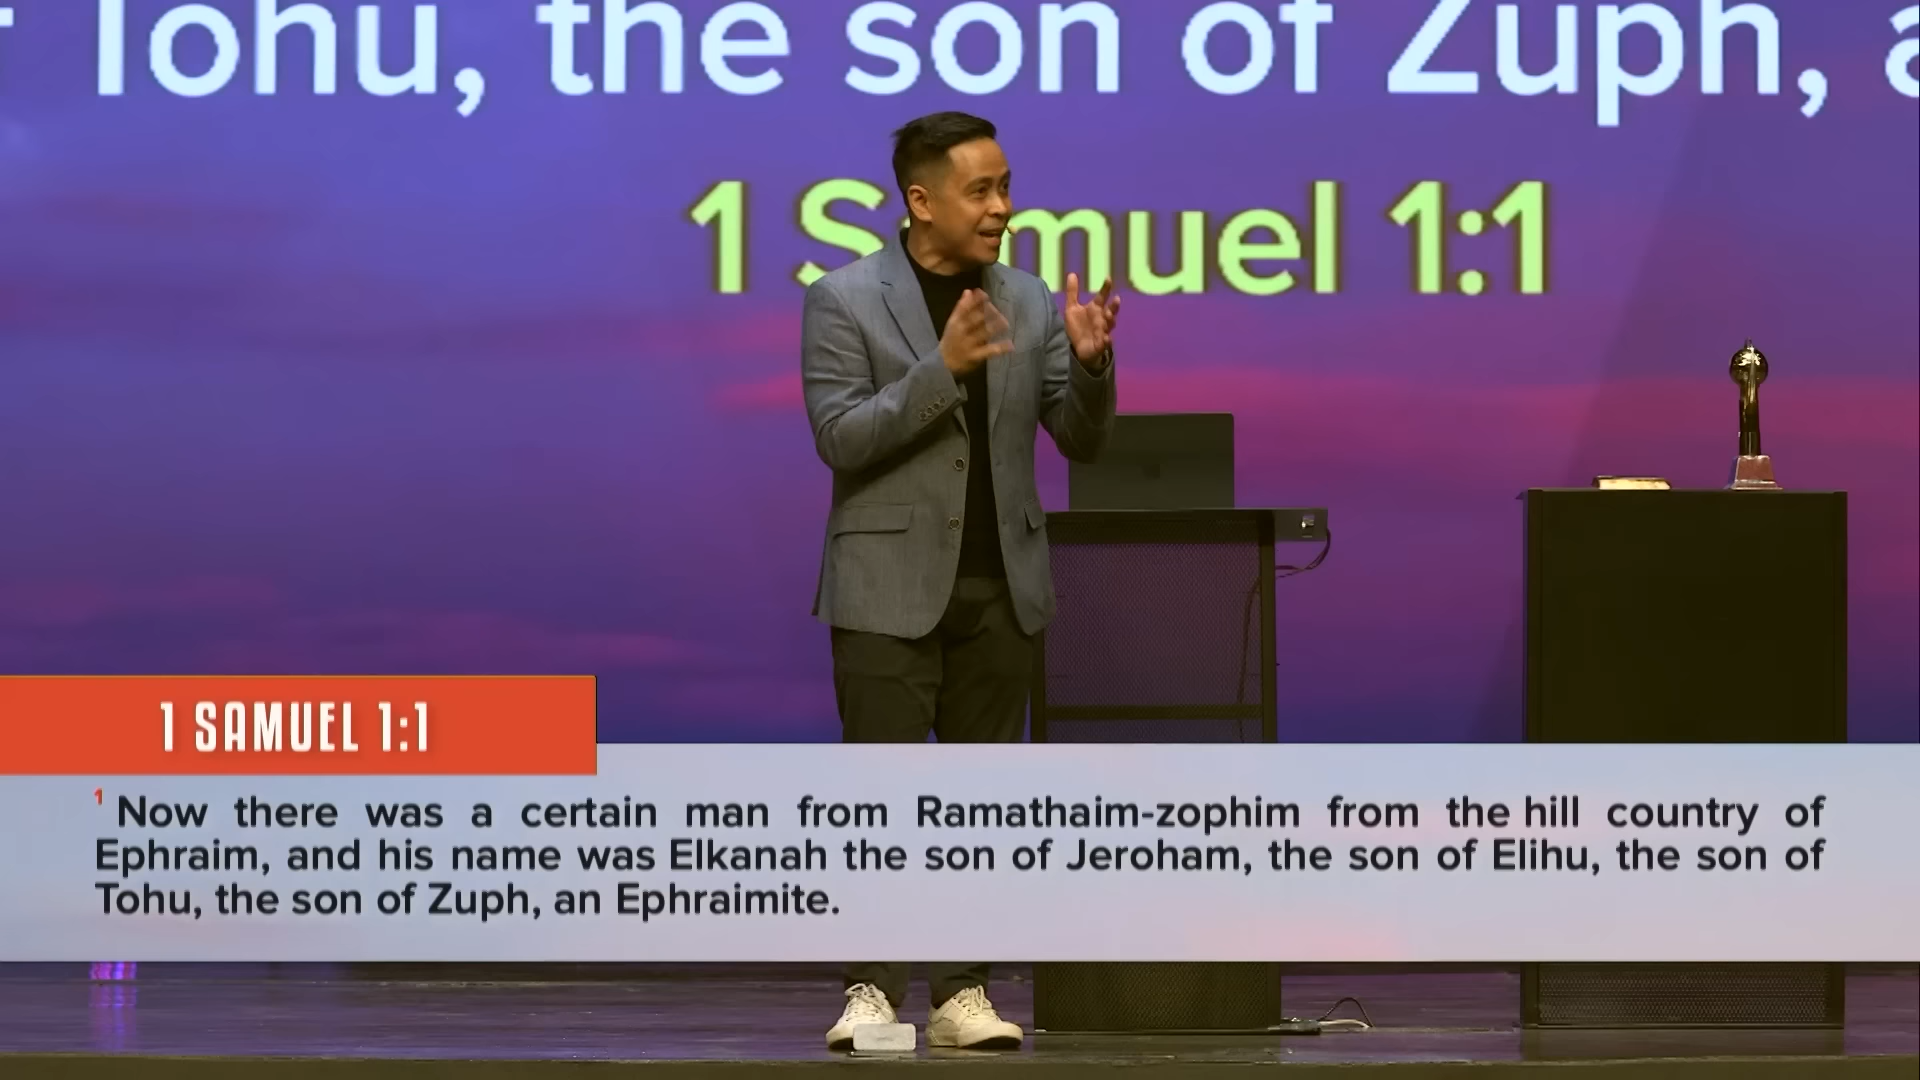 Tohu, the son of Zuph,
1 Samuel 1:1
1 SAMUEL 1:1
1 Now there was a certain man from Ramathaim-zophim from the hill country of
Ephraim, and his name was Elkanah the son of Jeroham, the son of Elihu, the son of
Tohu, the son of Zuph, an Ephraimite.